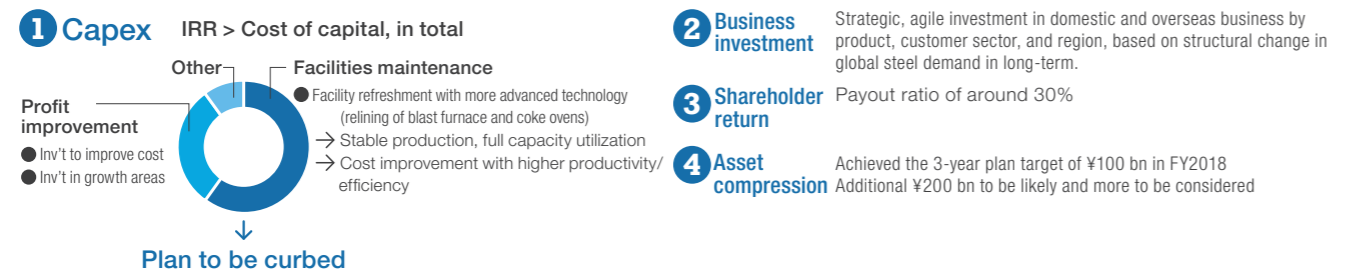 1 Capex IRR > Cost of capital, in total
Other
Facilities maintenance
● Facility refreshment with more advanced technology
(relining of blast furnace and coke ovens)
→ Stable production, full capacity utilization
→ Cost improvement with higher productivity/
efficiency
Profit
improvement
● Inv't to improve cost
● Inv't in growth areas
↓
Plan to be curbed
2 Business
investment
Strategic, agile investment in domestic and overseas business by
product, customer sector, and region, based on structural change in
global steel demand in long-term.
3 Shareholder
return
Payout ratio of around 30%
4 Asset
compression
Achieved the 3-year plan target of ¥100 bn in FY2018
Additional ¥200 bn to be likely and more to be considered